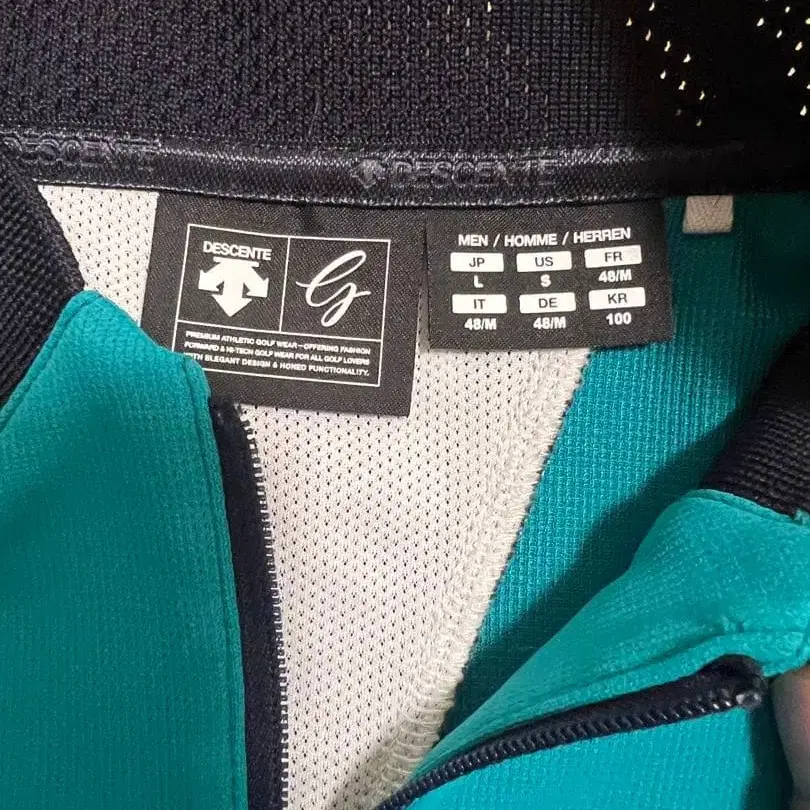 DESCENTE
DESCENTE
DESCENTE
G
PREMIUM ATHLETIC GOLF WEAR—OFFERING FASHION
FORWARD & HI-TECH GOLF WEAR FOR ALL GOLF LOVERS
WITH ELEGANT DESIGN & HONED FUNCTIONALITY.
MEN / HOMME / HERREN
JP US FR
L S 48/M
IT DE KR
48/M 48/M 100